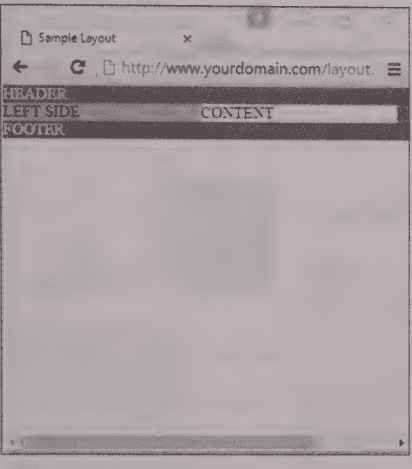 Sample Layout ×
http://www.yourdomain.com/layout.
HEADER
LEFT SIDE CONTENT
FOOTER